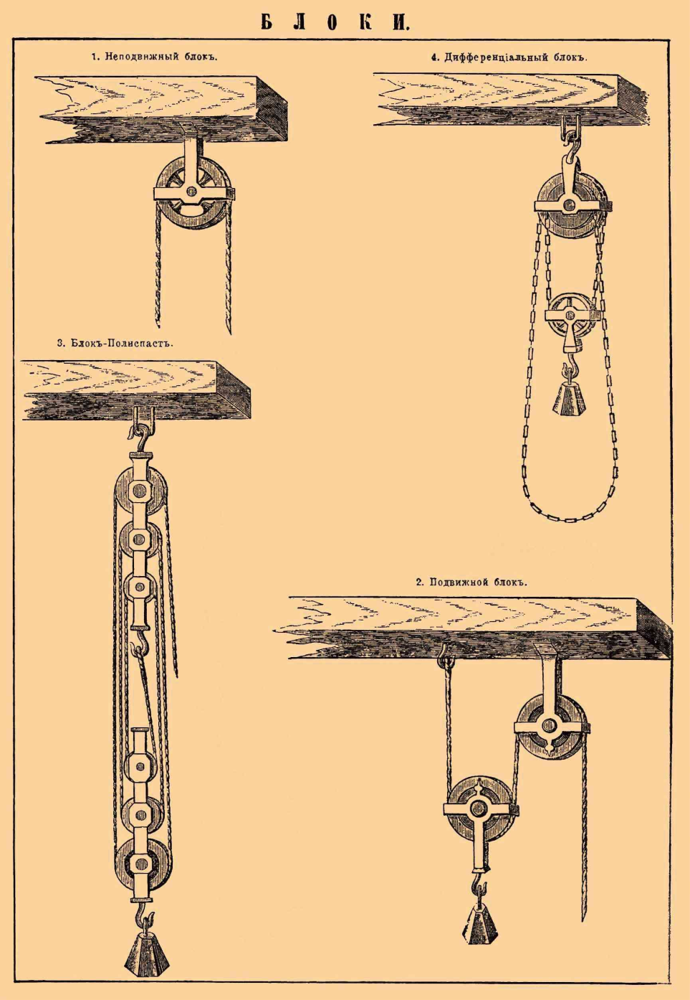 БЛОКИ.
1. Неподвижный блокъ.
4. Дифференціальный блокъ.
3. Блокъ-Полиспастъ.
2. Подвижной блокъ.